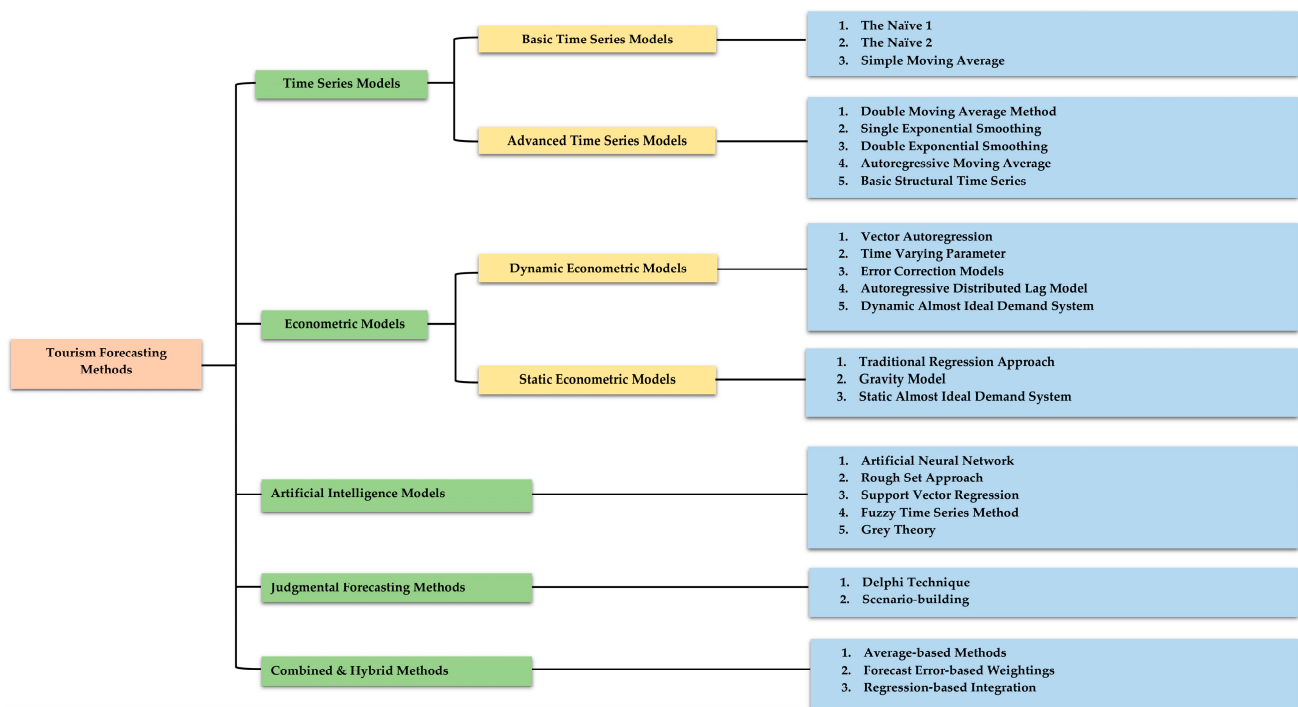 Tourism Forecasting
Methods
Time Series Models
Basic Time Series Models
1. The Naïve 1
2. The Naïve 2
3. Simple Moving Average
Advanced Time Series Models
1. Double Moving Average Method
2. Single Exponential Smoothing
3. Double Exponential Smoothing
4. Autoregressive Moving Average
5. Basic Structural Time Series
Econometric Models
Dynamic Econometric Models
1. Vector Autoregression
2. Time Varying Parameter
3. Error Correction Models
4. Autoregressive Distributed Lag Model
5. Dynamic Almost Ideal Demand System
Static Econometric Models
1. Traditional Regression Approach
2. Gravity Model
3. Static Almost Ideal Demand System
Artificial Intelligence Models
1. Artificial Neural Network
2. Rough Set Approach
3. Support Vector Regression
4. Fuzzy Time Series Method
5. Grey Theory
Judgmental Forecasting Methods
1. Delphi Technique
2. Scenario-building
Combined & Hybrid Methods
1. Average-based Methods
2. Forecast Error-based Weightings
3. Regression-based Integration